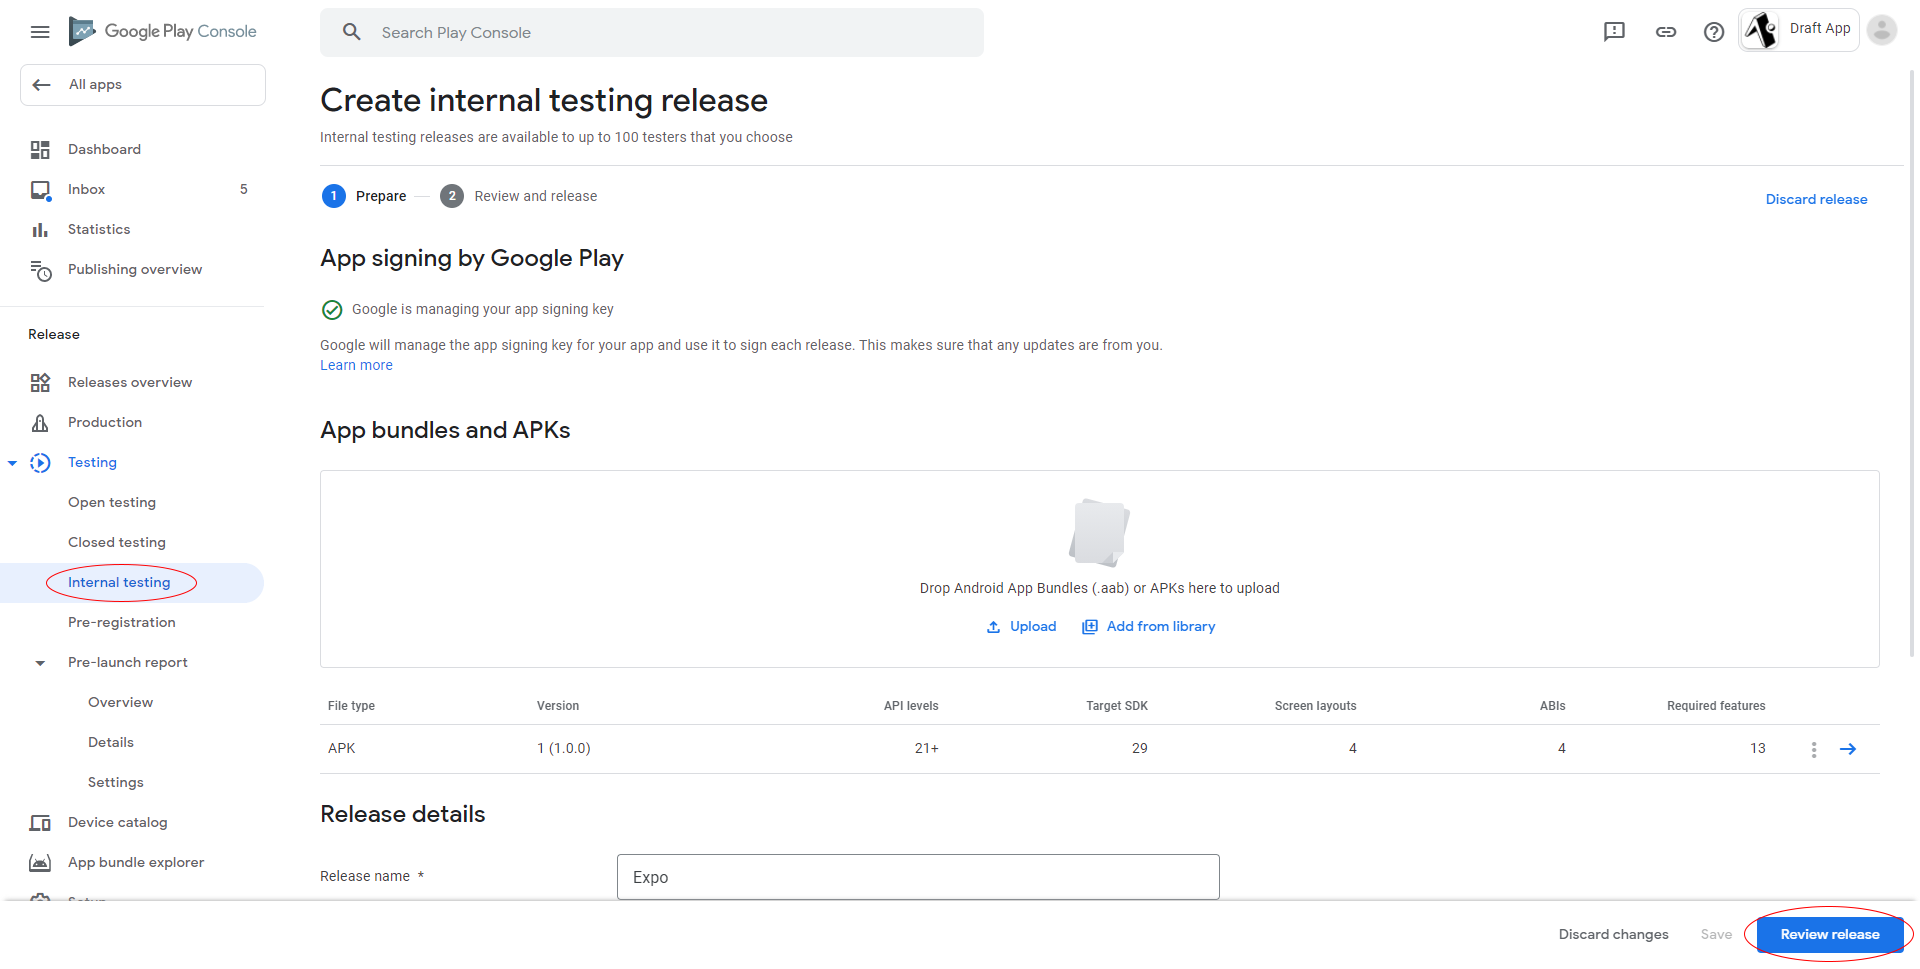 Google Play Console
Search Play Console
Draft App
All apps
Dashboard
Inbox 5
Statistics
Publishing overview
Release
Releases overview
Production
Testing
Open testing
Closed testing
Internal testing
Pre-registration
Pre-launch report
Overview
Details
Settings
Device catalog
App bundle explorer
Setup
Create internal testing release
Internal testing releases are available to up to 100 testers that you choose
1 Prepare 2 Review and release
Discard release
App signing by Google Play
Google is managing your app signing key
Google will manage the app signing key for your app and use it to sign each release. This makes sure that any updates are from you.
Learn more
App bundles and APKs
Drop Android App Bundles (.aab) or APKs here to upload
Upload Add from library
File type Version API levels Target SDK Screen layouts ABIs Required features
APK 1 (1.0.0) 21+ 29 4 4 13
Release details
Release name * Expo
Discard changes Save Review release